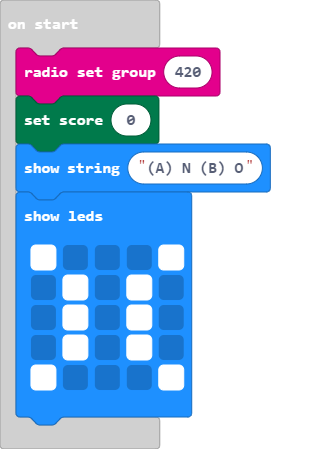 on start
radio set group 420
set score 0
show string "(A) N (B) O"
show leds